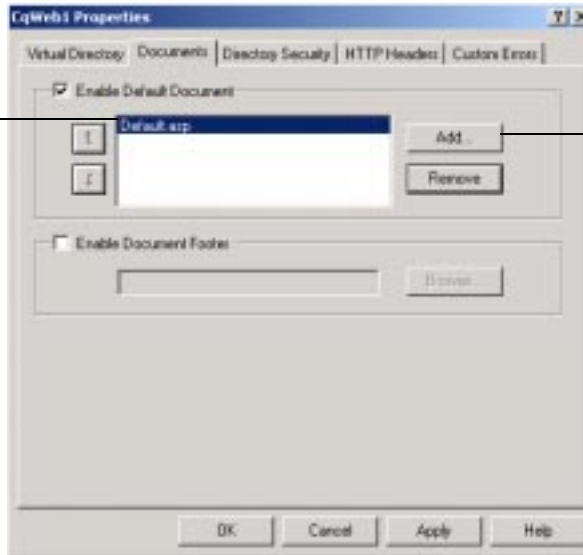 CqWeb1 Properties
Virtual Directory Documents Directory Security HTTP Headers Custom Errors
Enable Default Document
Default.asp
Add...
Remove
Enable Document Footer
Browse...
OK Cancel Apply Help